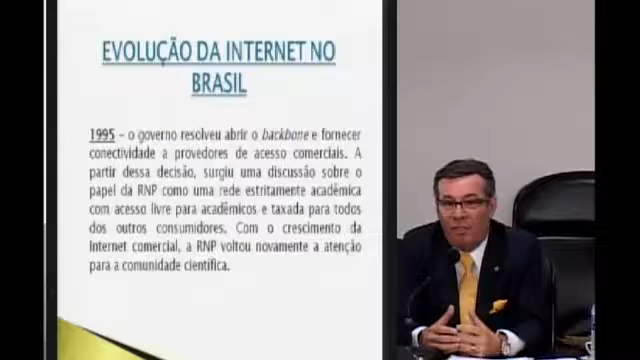 EVOLUÇÃO DA INTERNET NO
BRASIL
1995 – o governo resolveu abrir o backbone e fornecer
conectividade a provedores de acesso comerciais. A
partir dessa decisão, surgiu uma discussão sobre o
papel da RNP como uma rede estritamente acadêmica
com acesso livre para acadêmicos e taxada para todos
dos outros consumidores. Com o crescimento da
Internet comercial, a RNP voltou novamente a atenção
para a comunidade científica.